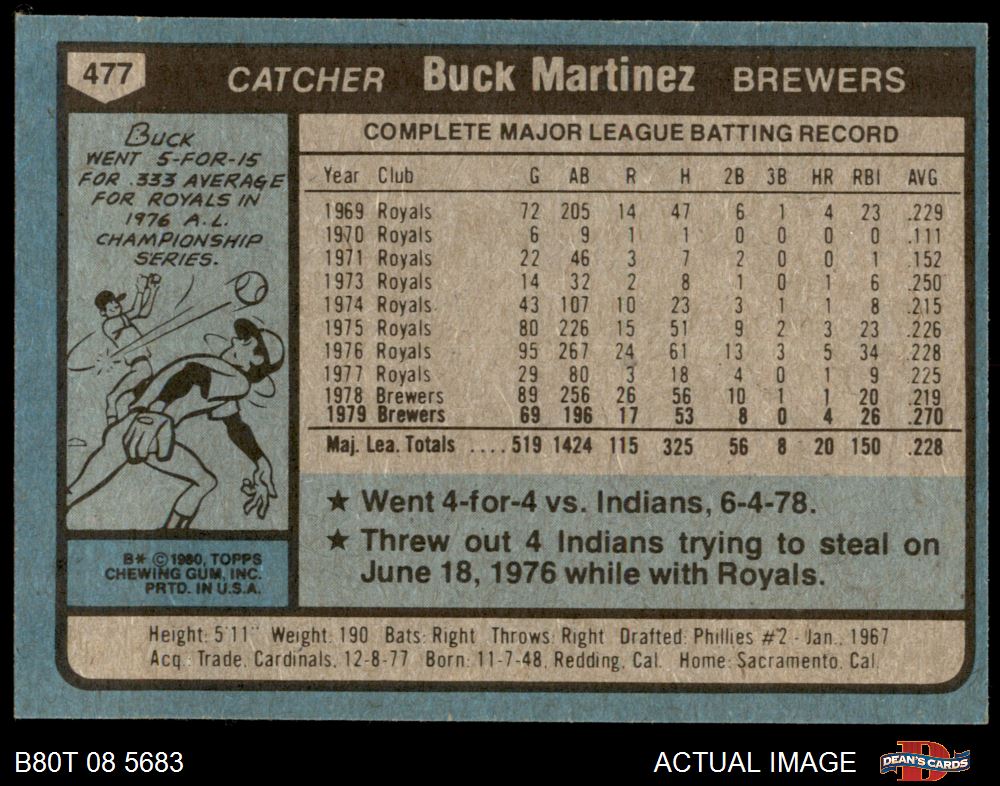 477 CATCHER Buck Martinez BREWERS
BUCK
WENT 5-FOR-15
FOR .333 AVERAGE
FOR ROYALS IN
1976 A.L.
CHAMPIONSHIP
SERIES.
B* ©1980, TOPPS
CHEWING GUM, INC.
PRTD. IN U.S.A.
COMPLETE MAJOR LEAGUE BATTING RECORD
Year Club G AB R H 2B 3B HR RBI AVG.
1969 Royals 72 205 14 47 6 1 4 23 .229
1970 Royals 6 9 1 1 0 0 0 0 .111
1971 Royals 22 46 3 7 2 0 0 1 .152
1973 Royals 14 32 2 8 1 0 1 6 .250
1974 Royals 43 107 10 23 3 1 1 8 .215
1975 Royals 80 226 15 51 9 2 3 23 .226
1976 Royals 95 267 24 61 13 3 5 34 .228
1977 Royals 29 80 3 18 4 0 1 9 .225
1978 Brewers 89 256 26 56 10 1 1 20 .219
1979 Brewers 69 196 17 53 8 0 4 26 .270
Maj. Lea. Totals ....519 1424 115 325 56 8 20 150 .228
★ Went 4-for-4 vs. Indians, 6-4-78.
★ Threw out 4 Indians trying to steal on
June 18, 1976 while with Royals.
Height: 5'11" Weight: 190 Bats: Right Throws: Right Drafted: Phillies #2 - Jan., 1967
Acq.: Trade, Cardinals, 12-8-77 Born: 11-7-48, Redding, Cal. Home: Sacramento, Cal.
B80T 08 5683 ACTUAL IMAGE DEAN'S CARDS